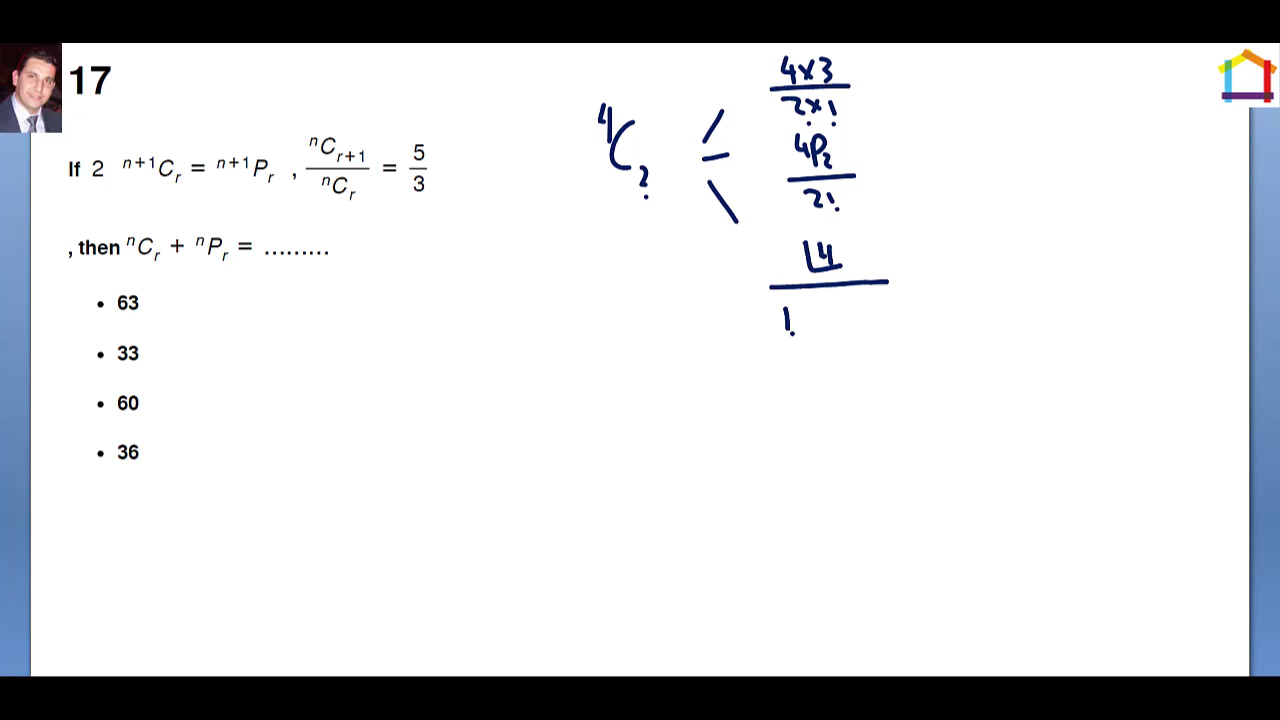 17
If 2 ⁿ⁺¹Cᵣ = ⁿ⁺¹Pᵣ , ⁿCᵣ₊₁ / ⁿCᵣ = 5/3
, then ⁿCᵣ + ⁿPᵣ = .........
• 63
• 33
• 60
• 36
⁴C₂
4×3 / 2×1
4P₂ / 2!
⌊4